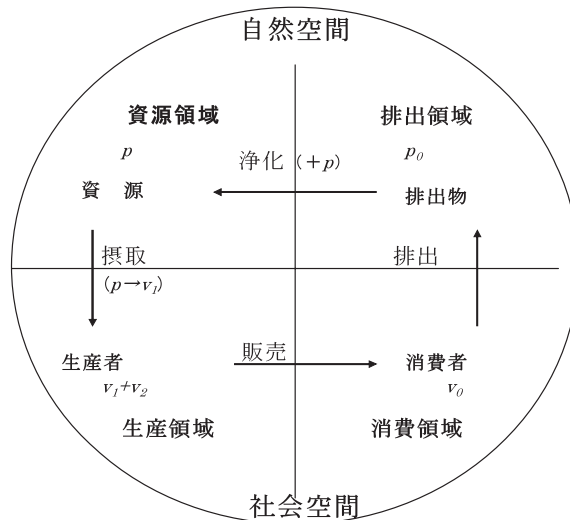 自然空間
資源領域
排出領域
p
浄化（＋p）
p₀
資 源
排出物
摂取
排出
(p→v₁)
生産者
販売
消費者
v₁+v₂
v₀
生産領域
消費領域
社会空間